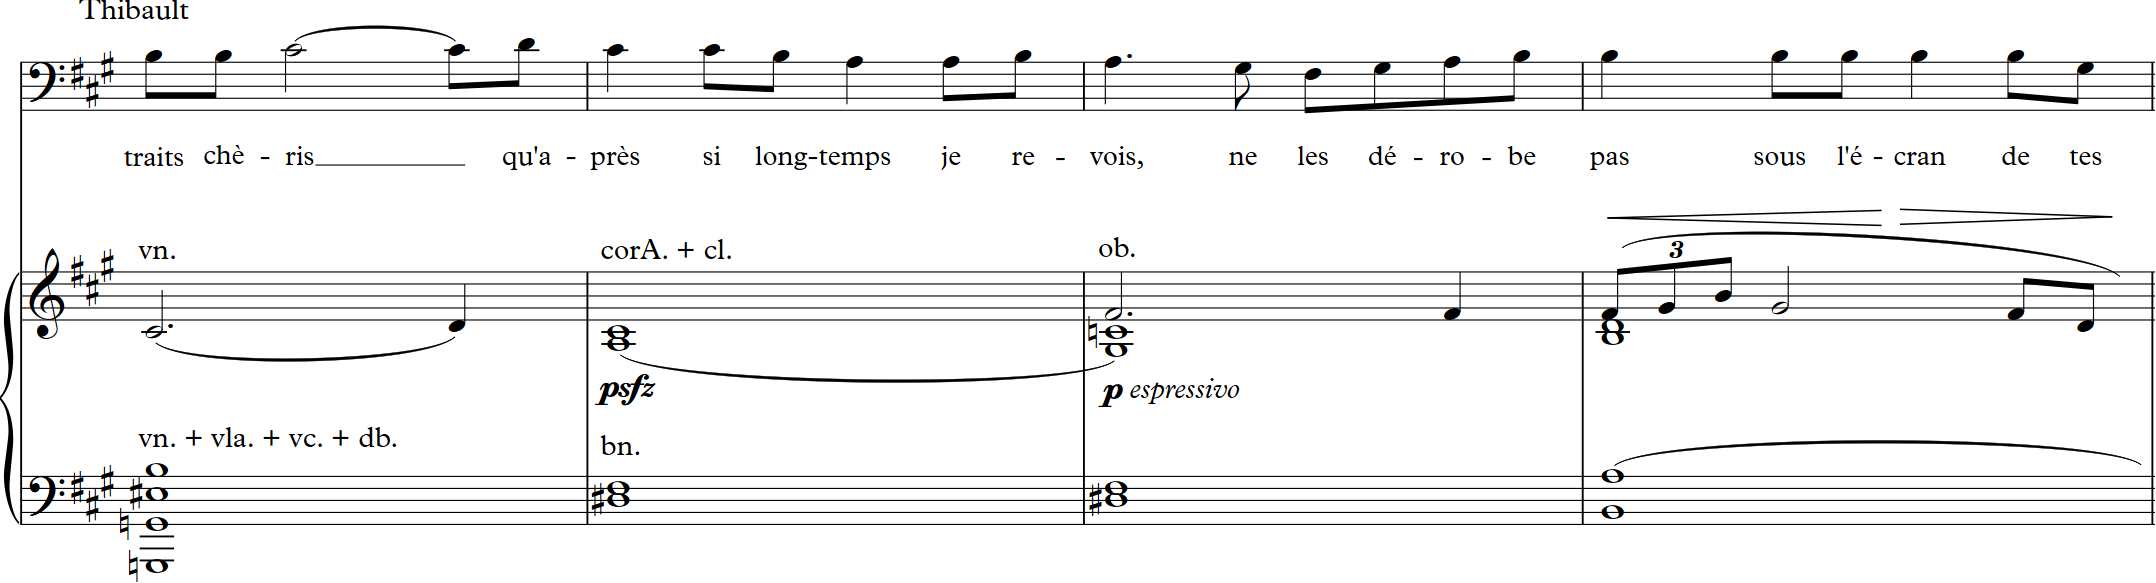 Thibault
traits chè - ris____ qu'a - près si long-temps je re - vois, ne les dé - ro - be pas sous l'é - cran de tes
vn. corA. + cl. ob.
3
psfz p espressivo
vn. + vla. + vc. + db. bn.